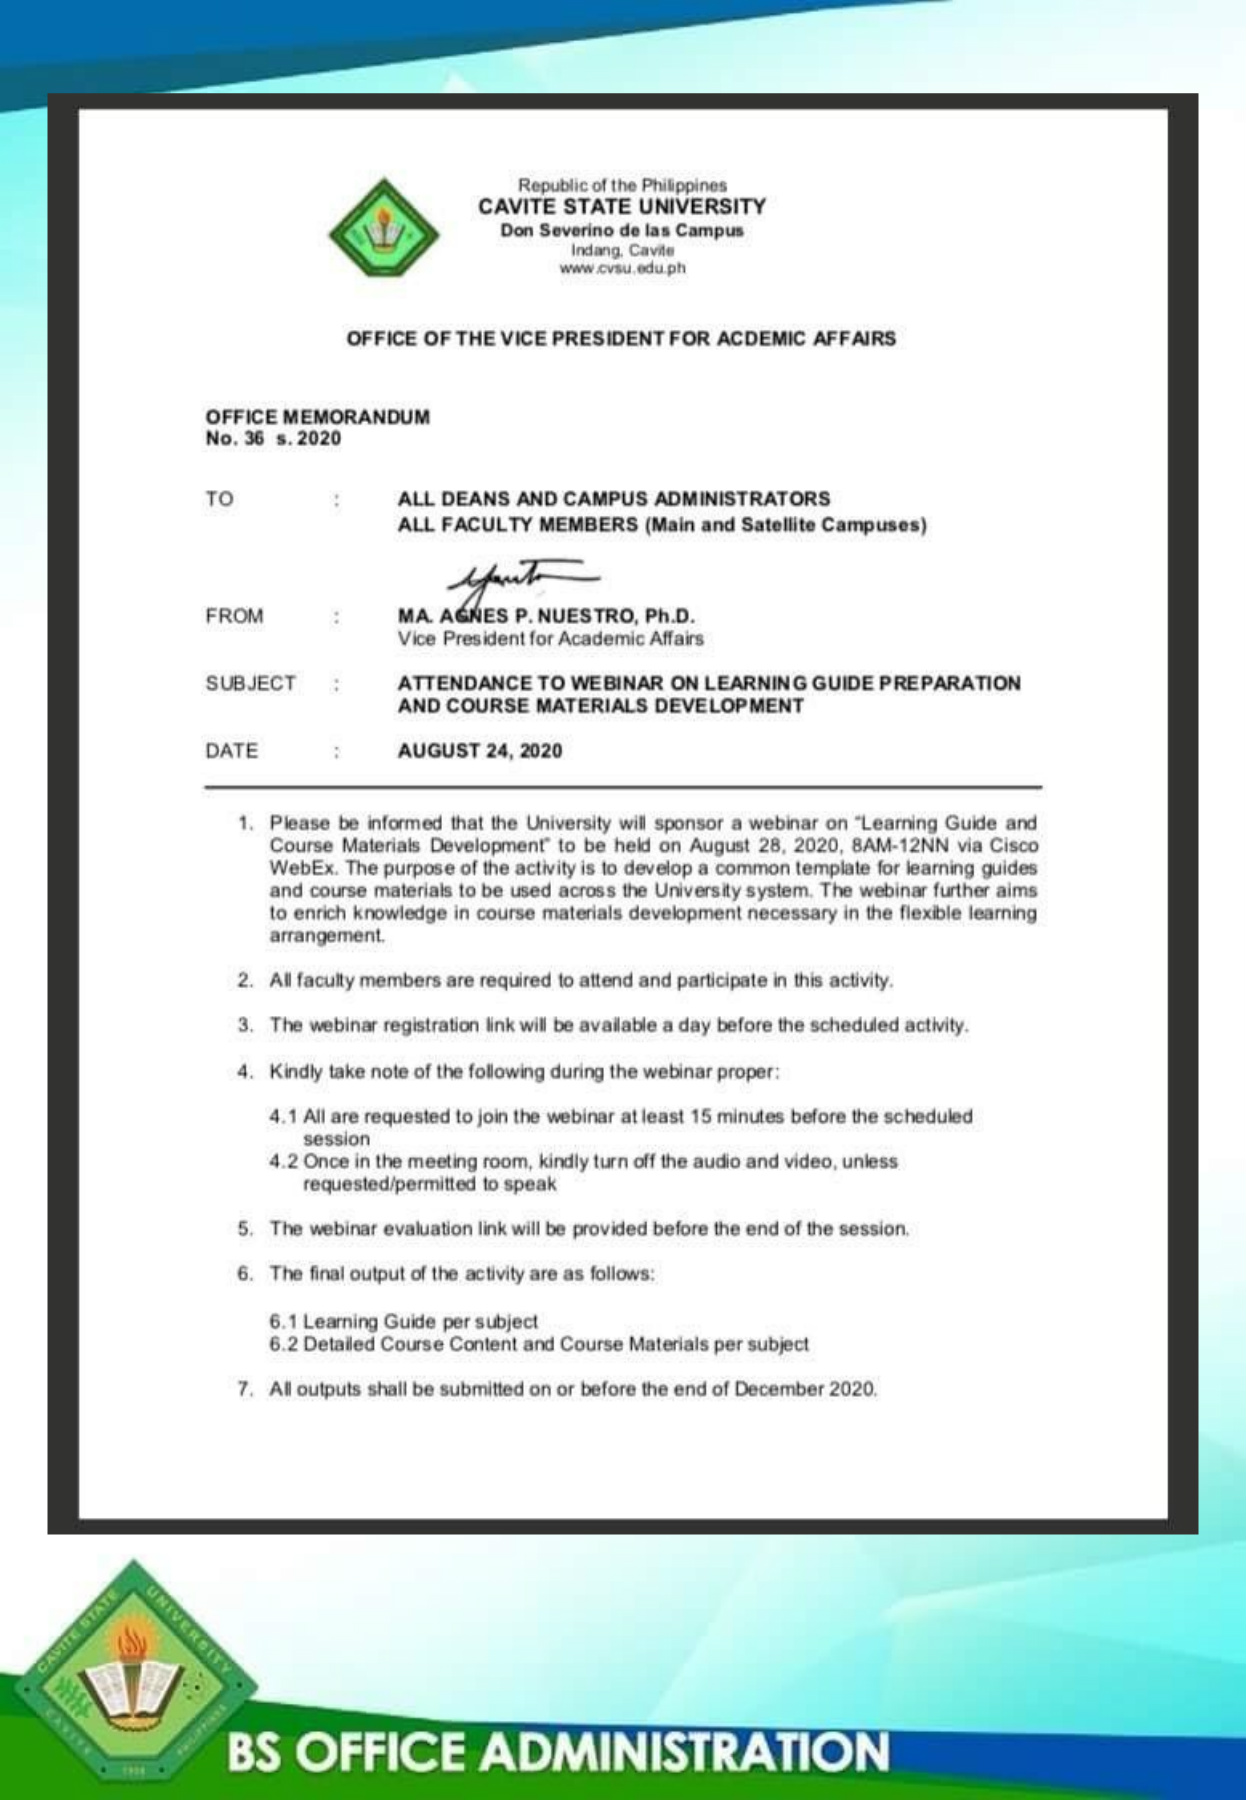 Republic of the Philippines
CAVITE STATE UNIVERSITY
Don Severino de las Campus
Indang, Cavite
www.cvsu.edu.ph
OFFICE OF THE VICE PRESIDENT FOR ACDEMIC AFFAIRS
OFFICE MEMORANDUM
No. 36 s. 2020
TO : ALL DEANS AND CAMPUS ADMINISTRATORS
ALL FACULTY MEMBERS (Main and Satellite Campuses)
FROM : MA. AGNES P. NUESTRO, Ph.D.
Vice President for Academic Affairs
SUBJECT : ATTENDANCE TO WEBINAR ON LEARNING GUIDE PREPARATION
AND COURSE MATERIALS DEVELOPMENT
DATE : AUGUST 24, 2020
1. Please be informed that the University will sponsor a webinar on "Learning Guide and
Course Materials Development" to be held on August 28, 2020, 8AM-12NN via Cisco
WebEx. The purpose of the activity is to develop a common template for learning guides
and course materials to be used across the University system. The webinar further aims
to enrich knowledge in course materials development necessary in the flexible learning
arrangement.
2. All faculty members are required to attend and participate in this activity.
3. The webinar registration link will be available a day before the scheduled activity.
4. Kindly take note of the following during the webinar proper:
4.1 All are requested to join the webinar at least 15 minutes before the scheduled
session
4.2 Once in the meeting room, kindly turn off the audio and video, unless
requested/permitted to speak
5. The webinar evaluation link will be provided before the end of the session.
6. The final output of the activity are as follows:
6.1 Learning Guide per subject
6.2 Detailed Course Content and Course Materials per subject
7. All outputs shall be submitted on or before the end of December 2020.
CAVITE STATE UNIVERSITY
CAVITE PHILIPPINES
BS OFFICE ADMINISTRATION